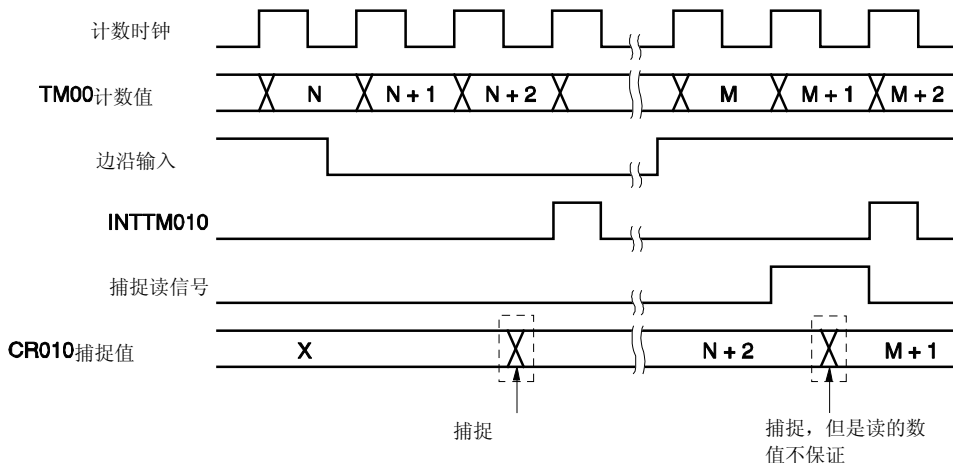 计数时钟
TM00计数值
N
N + 1
N + 2
M
M + 1
M + 2
边沿输入
INTTM010
捕捉读信号
CR010捕捉值
X
N + 2
M + 1
捕捉
捕捉，但是读的数
值不保证